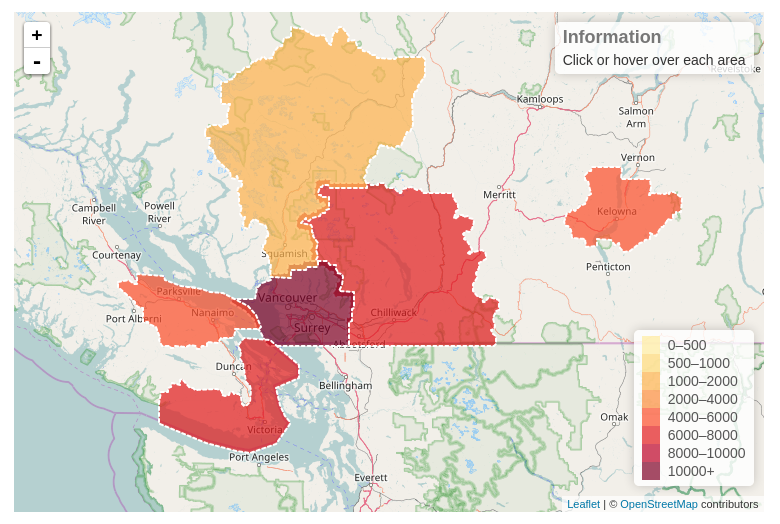 +
-
Information
Click or hover over each area
Revelstoke
Kamloops
Salmon
Arm
Vernon
Merritt
Campbell
River
Powell
River
Kelowna
Courtenay
Squamish
Penticton
Parksville
Vancouver
Port Alberni
Nanaimo
Chilliwack
Surrey
Abbotsford
Duncan
Bellingham
Omak
Victoria
Port Angeles
Everett
0–500
500–1000
1000–2000
2000–4000
4000–6000
6000–8000
8000–10000
10000+
Leaflet | © OpenStreetMap contributors